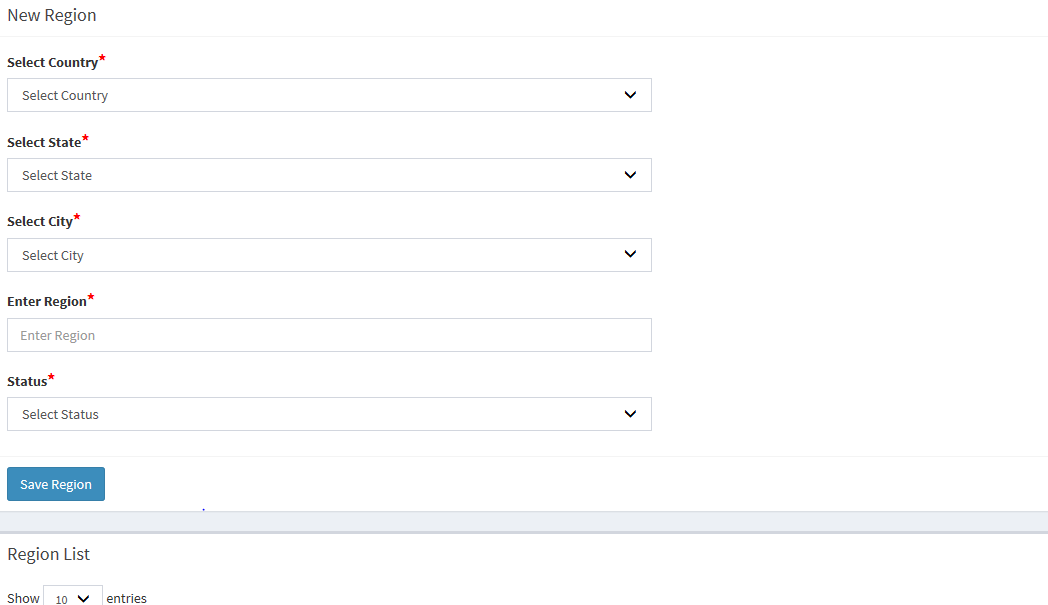 New Region
Select Country*
Select Country
Select State*
Select State
Select City*
Select City
Enter Region*
Enter Region
Status*
Select Status
Save Region
Region List
Show 10 entries